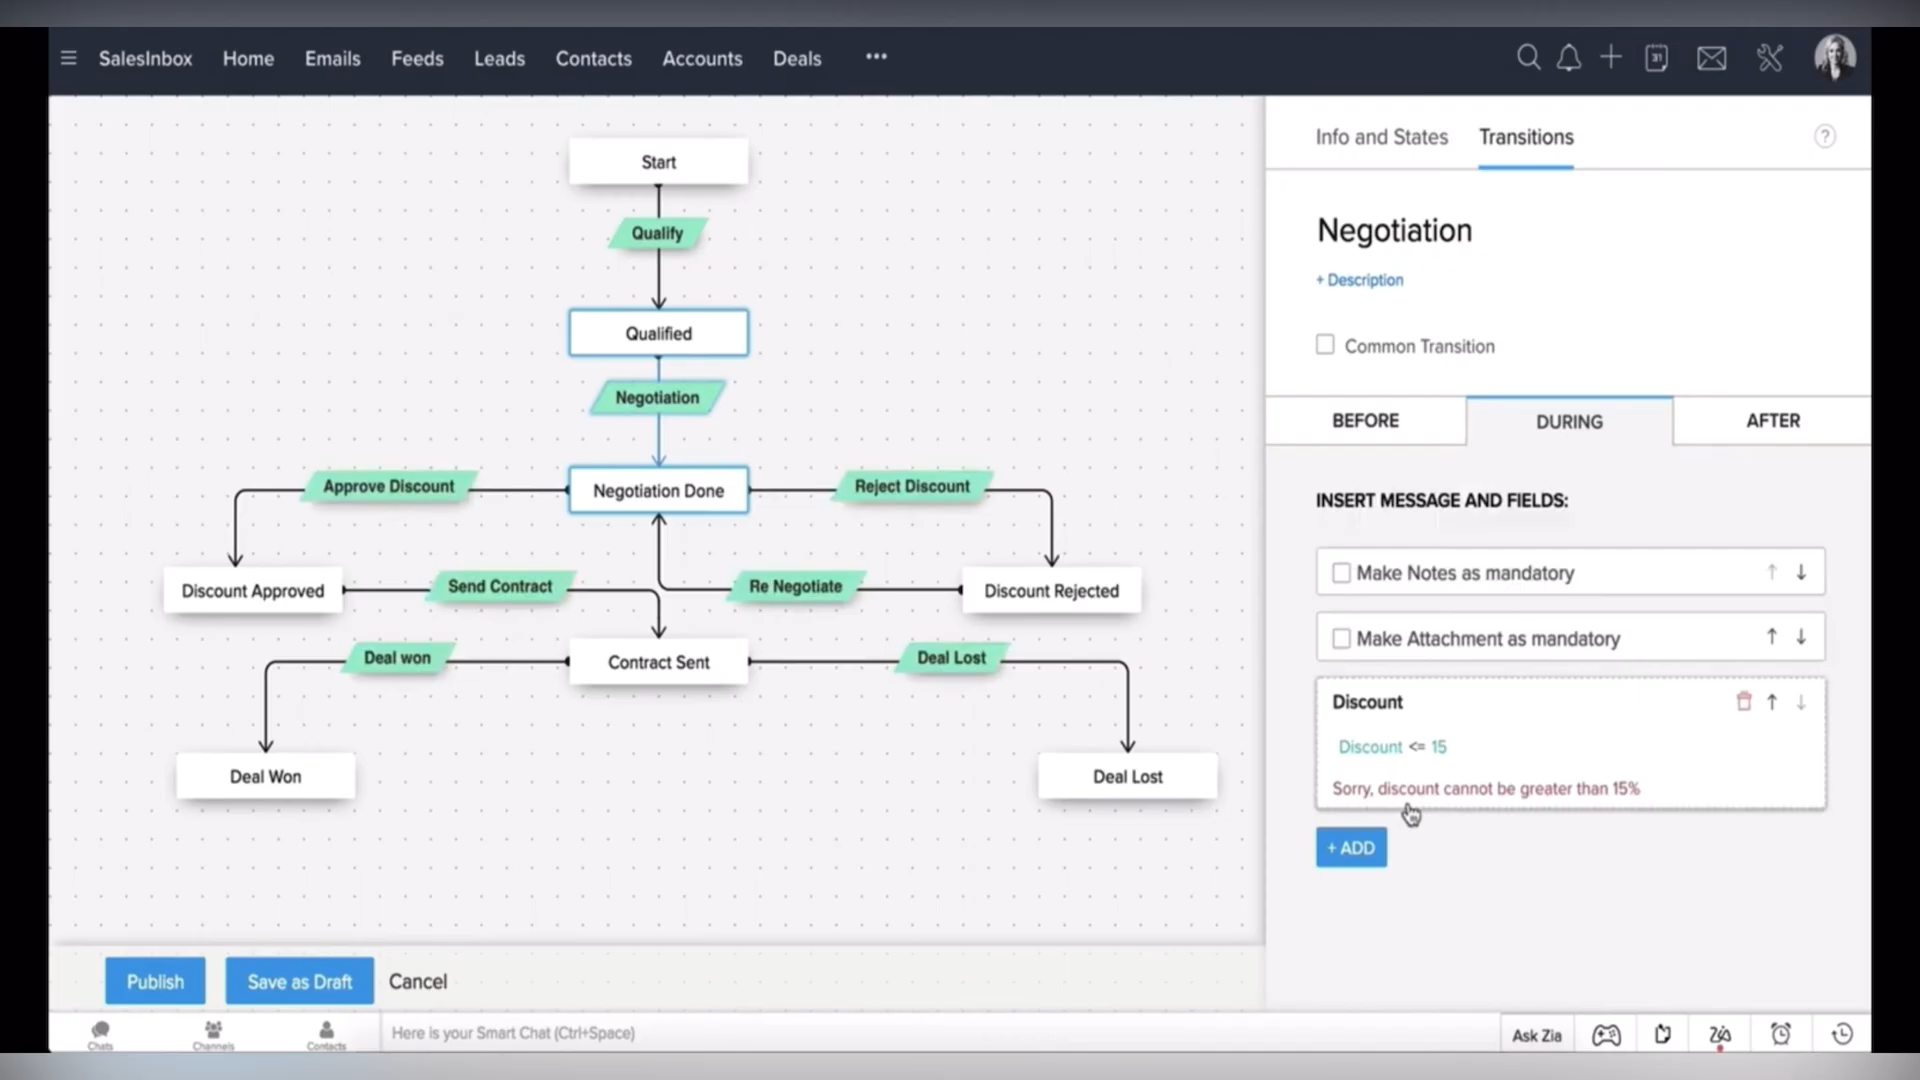 SalesInbox Home Emails Feeds Leads Contacts Accounts Deals •••
31
Info and States Transitions ?
Start
Qualify
Qualified
Negotiation
Negotiation Done
Approve Discount
Reject Discount
Discount Approved
Send Contract
Re Negotiate
Discount Rejected
Deal won
Contract Sent
Deal Lost
Deal Won
Deal Lost
Negotiation
+ Description
Common Transition
BEFORE DURING AFTER
INSERT MESSAGE AND FIELDS:
Make Notes as mandatory
Make Attachment as mandatory
Discount
Discount <= 15
Sorry, discount cannot be greater than 15%
+ ADD
Publish Save as Draft Cancel
Chats Channels Contacts
Here is your Smart Chat (Ctrl+Space)
Ask Zia